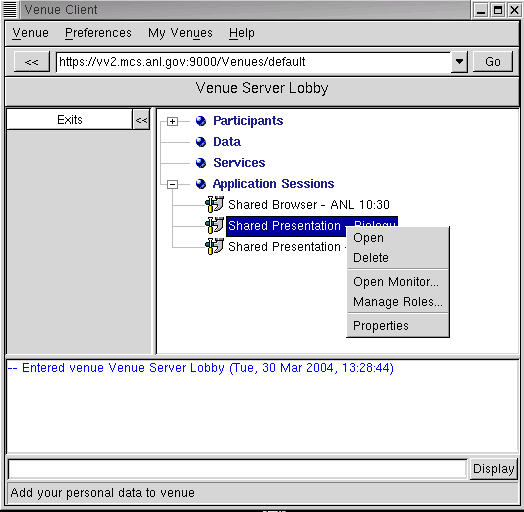 Venue Client
Venue Preferences My Venues Help
<< https://vv2.mcs.anl.gov:9000/Venues/default Go
Venue Server Lobby
Exits <<
Participants
Data
Services
Application Sessions
Shared Browser - ANL 10:30
Shared Presentation - Biology
Shared Presentation -
Open
Delete
Open Monitor...
Manage Roles...
Properties
-- Entered venue Venue Server Lobby (Tue, 30 Mar 2004, 13:28:44)
Display
Add your personal data to venue